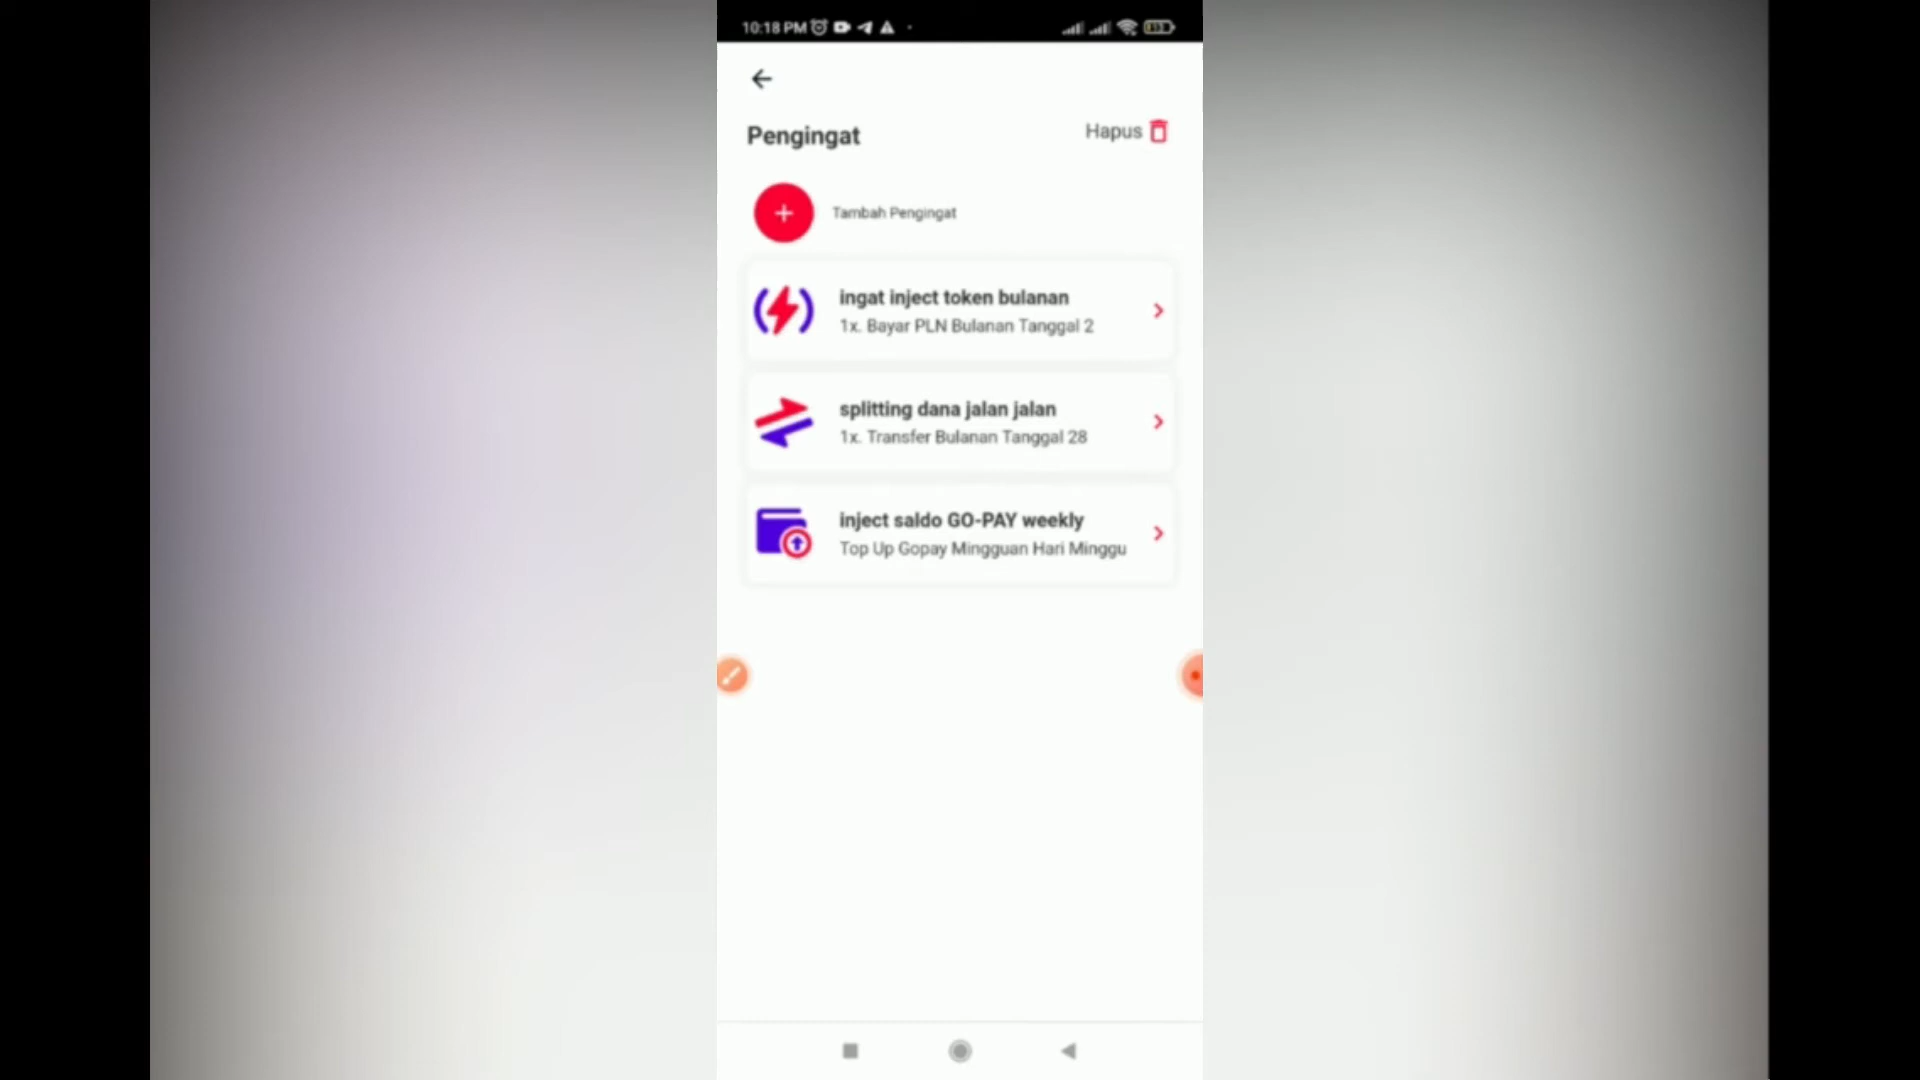 10:18 PM
Pengingat
Hapus
Tambah Pengingat
ingat inject token bulanan
1x. Bayar PLN Bulanan Tanggal 2
splitting dana jalan jalan
1x. Transfer Bulanan Tanggal 28
inject saldo GO-PAY weekly
Top Up Gopay Mingguan Hari Minggu